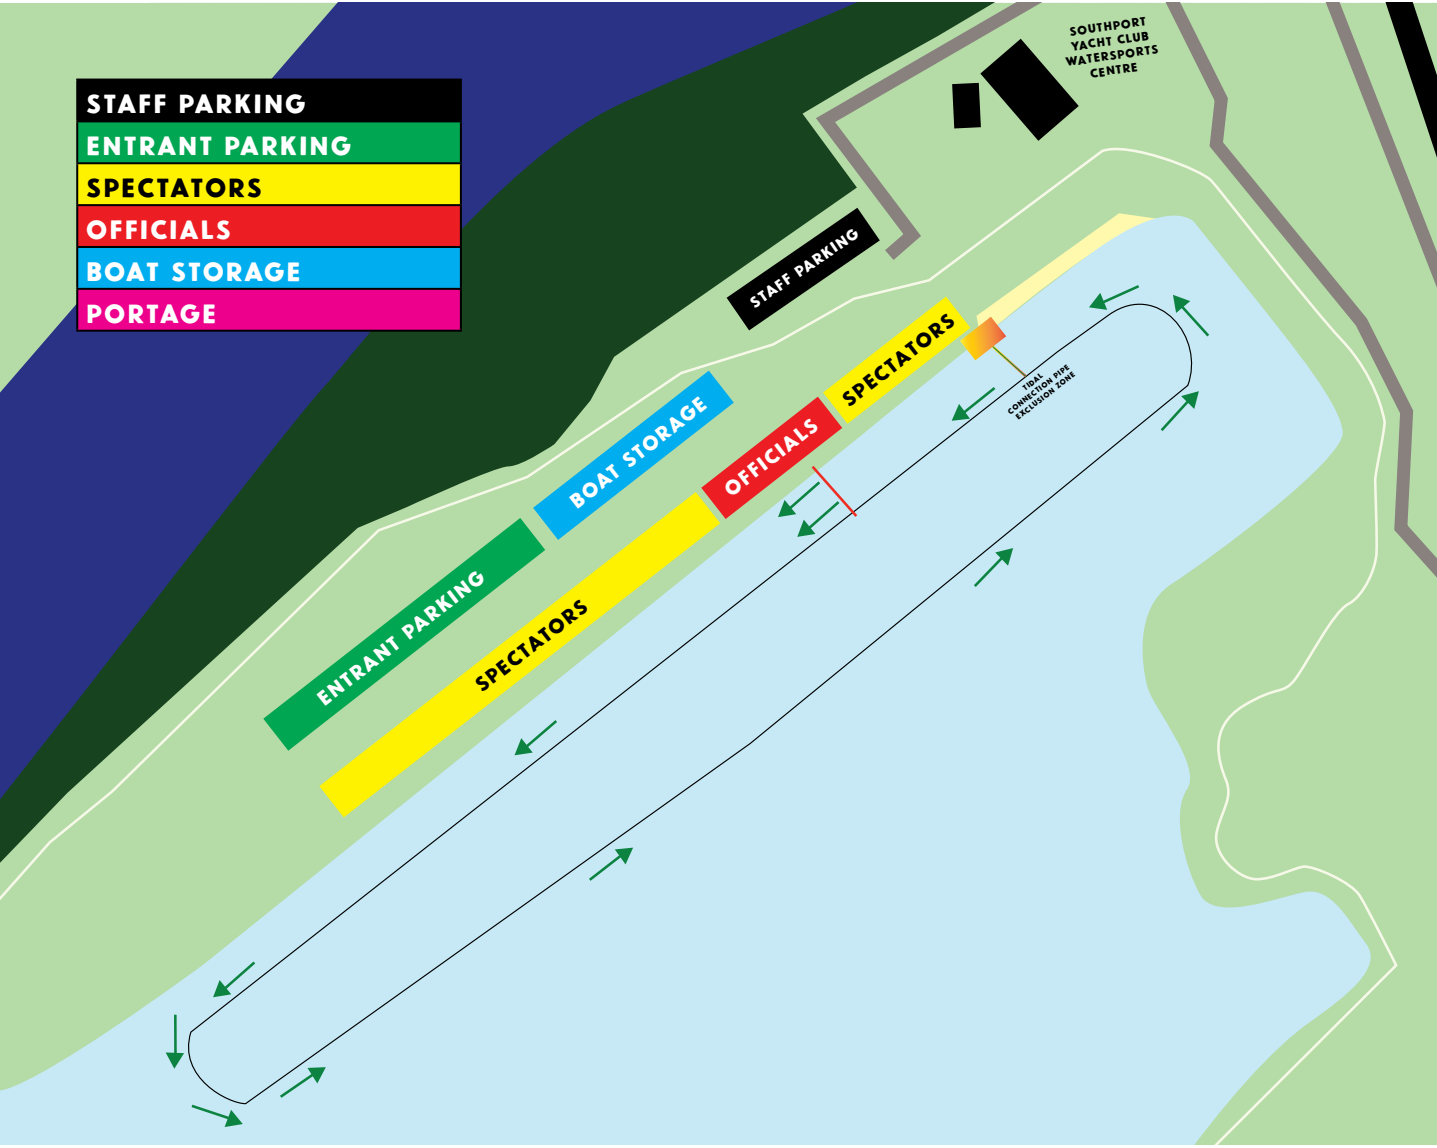 SOUTHPORT
YACHT CLUB
WATERSPORTS
CENTRE
STAFF PARKING
ENTRANT PARKING
SPECTATORS
OFFICIALS
BOAT STORAGE
PORTAGE
STAFF PARKING
SPECTATORS
TIDAL
CONNECTION PIPE
EXCLUSION ZONE
BOAT STORAGE
OFFICIALS
ENTRANT PARKING
SPECTATORS